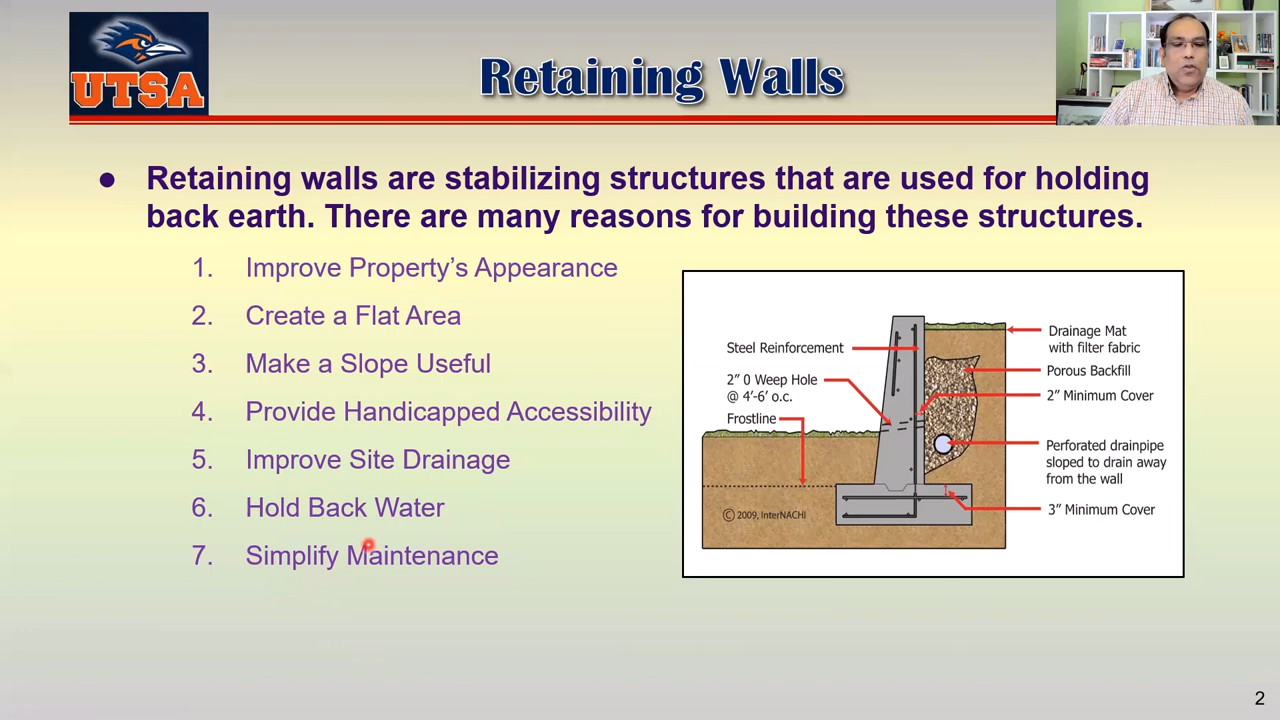 UTSA
Retaining Walls
● Retaining walls are stabilizing structures that are used for holding
back earth. There are many reasons for building these structures.
1. Improve Property’s Appearance
2. Create a Flat Area
3. Make a Slope Useful
4. Provide Handicapped Accessibility
5. Improve Site Drainage
6. Hold Back Water
7. Simplify Maintenance
Steel Reinforcement
2” 0 Weep Hole
@ 4’-6’ o.c.
Frostline
Drainage Mat
with filter fabric
Porous Backfill
2” Minimum Cover
Perforated drainpipe
sloped to drain away
from the wall
3” Minimum Cover
© 2009, InterNACHI
2